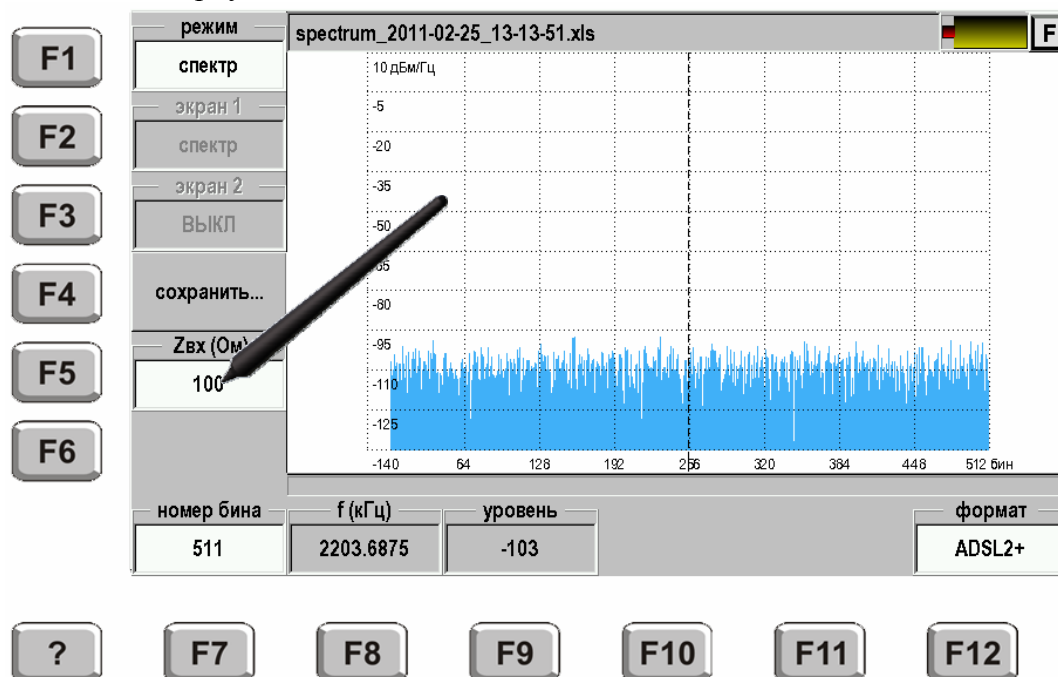 режим
spectrum_2011-02-25_13-13-51.xls
F
F1
спектр
10 дБм/Гц
экран 1
-5
F2
спектр
-20
экран 2
-35
F3
ВЫКЛ
-50
F4
сохранить...
-80
Zвх (Ом)
-95
F5
100
-110
-125
F6
-140 64 128 192 256 320 384 448 512 бин
номер бина f (кГц) уровень формат
511 2203.6875 -103 ADSL2+
? F7 F8 F9 F10 F11 F12